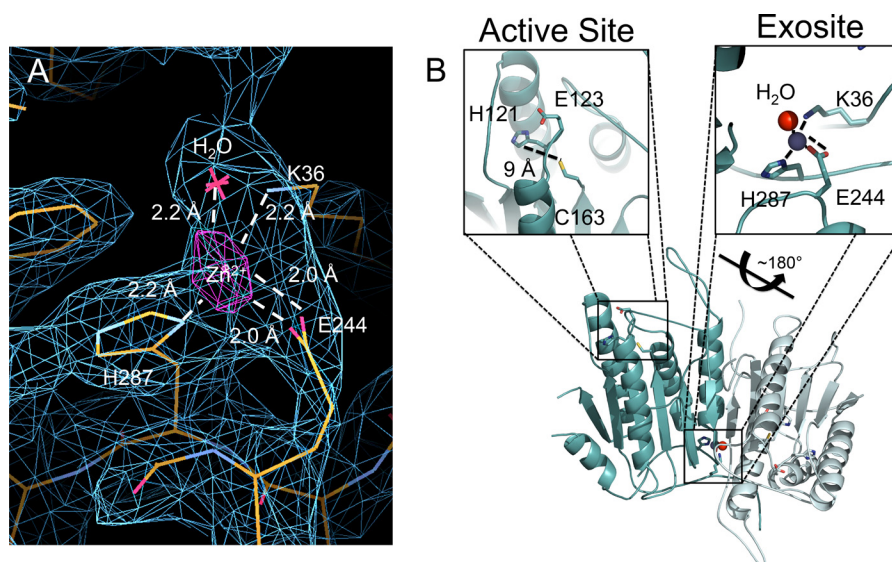 A
H₂O
K36
2.2 Å
2.2 Å
Zn²⁺
2.0 Å
2.2 Å
2.0 Å
E244
H287
B
Active Site
Exosite
H121
E123
9 Å
C163
H₂O
K36
H287
E244
~180°